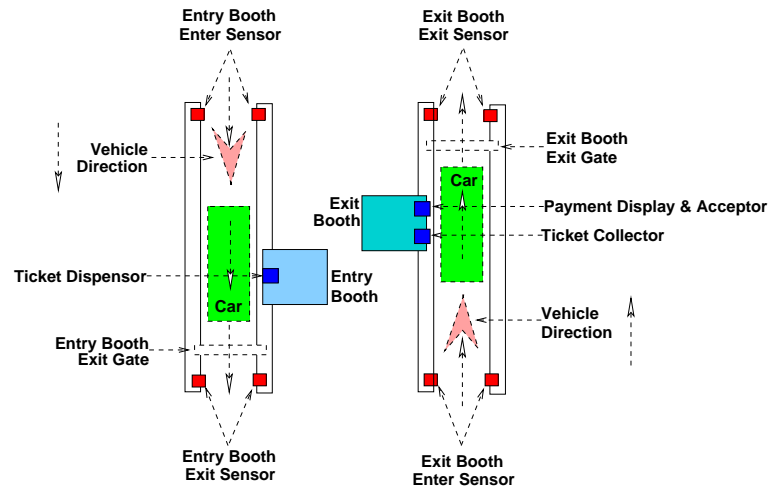 Entry Booth
Enter Sensor
Vehicle
Direction
Ticket Dispensor
Car
Entry
Booth
Entry Booth
Exit Gate
Entry Booth
Exit Sensor
Exit Booth
Exit Sensor
Exit Booth
Exit Gate
Car
Exit
Booth
Payment Display & Acceptor
Ticket Collector
Vehicle
Direction
Exit Booth
Enter Sensor